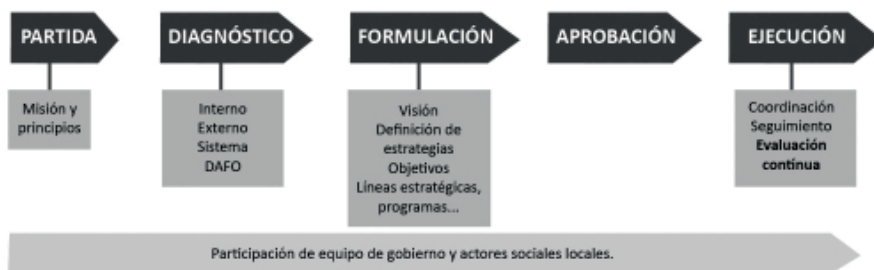 PARTIDA
DIAGNÓSTICO
FORMULACIÓN
APROBACIÓN
EJECUCIÓN
Misión y
principios
Interno
Externo
Sistema
DAFO
Visión
Definición de
estrategias
Objetivos
Líneas estratégicas,
programas...
Coordinación
Seguimiento
Evaluación
contínua
Participación de equipo de gobierno y actores sociales locales.